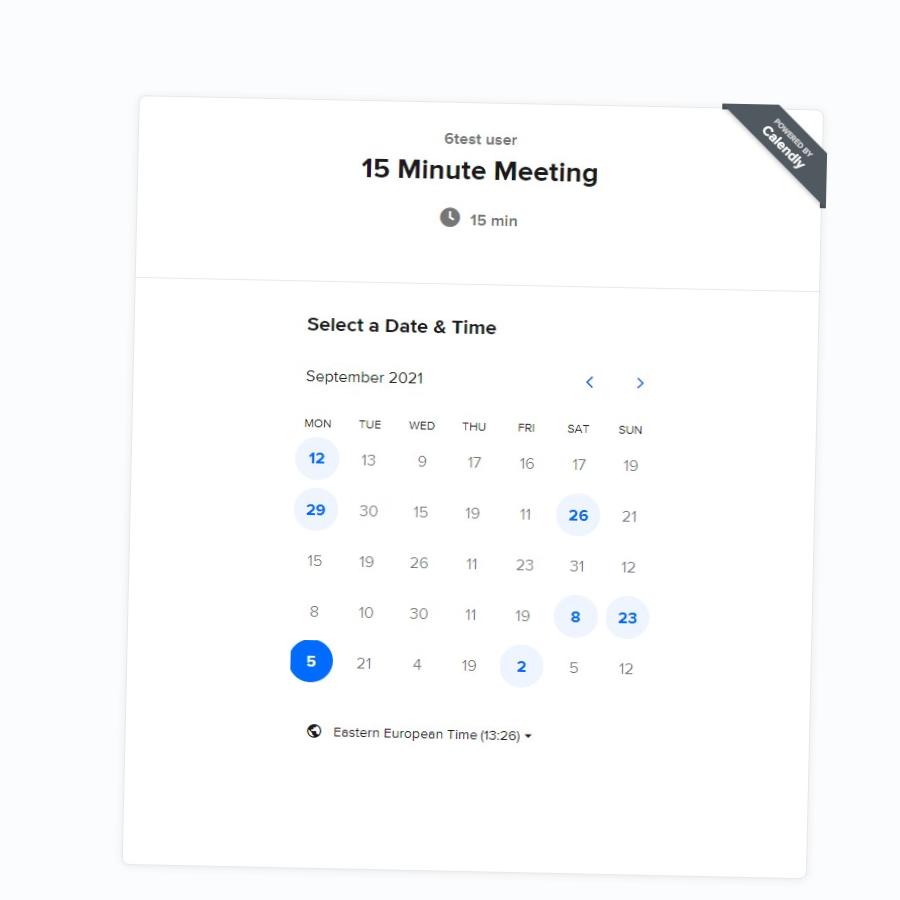 6test user
15 Minute Meeting
15 min
POWERED BY
Calendly
Select a Date & Time
September 2021
MON TUE WED THU FRI SAT SUN
12 13 9 17 16 17 19
29 30 15 19 11 26 21
15 19 26 11 23 31 12
8 10 30 11 19 8 23
5 21 4 19 2 5 12
Eastern European Time (13:26)